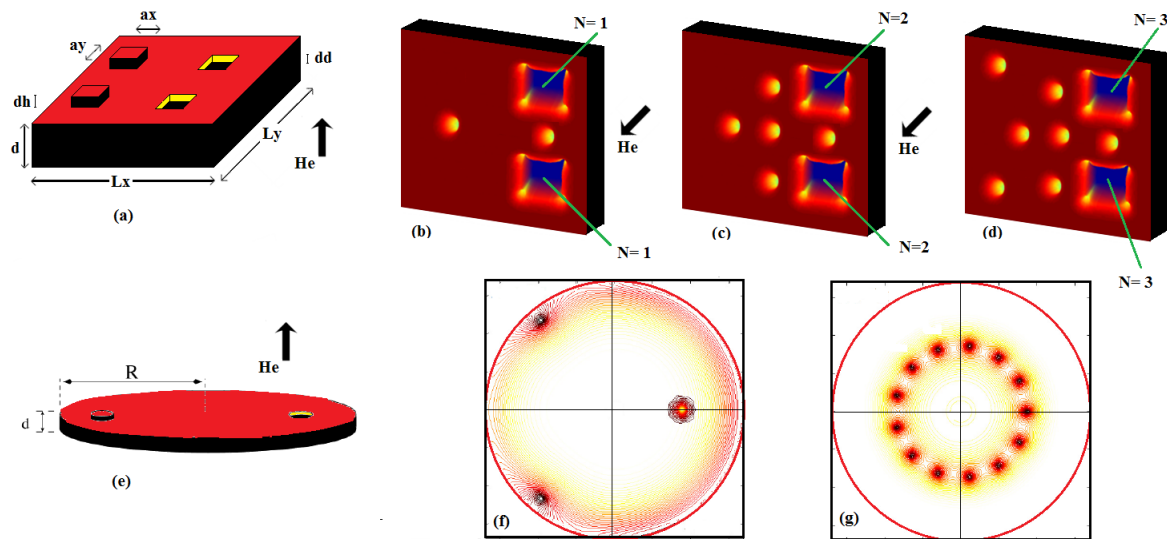 ax
ay
dd
dh
d
Ly
He
Lx
(a)
N= 1
He
(b)
N= 1
N=2
He
(c)
N=2
N= 3
(d)
N= 3
He
R
d
(e)
(f)
(g)